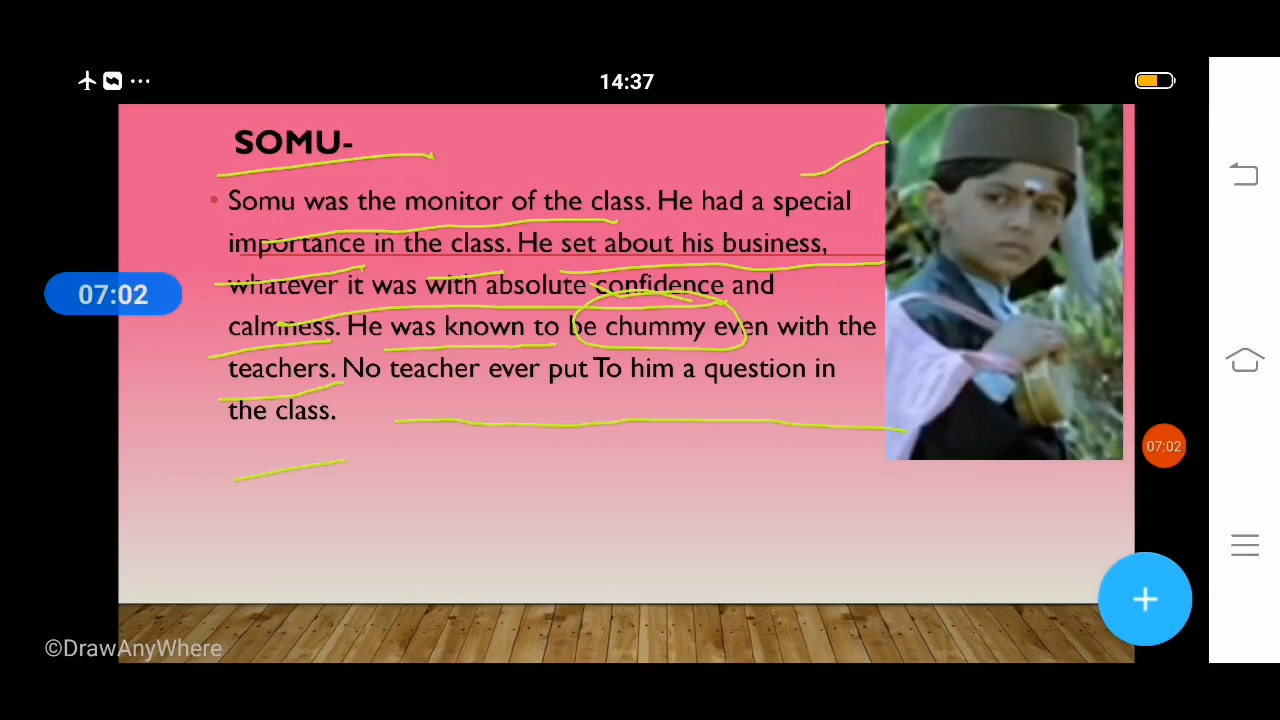 14:37
SOMU-
Somu was the monitor of the class. He had a special
importance in the class. He set about his business,
whatever it was with absolute confidence and
calmness. He was known to be chummy even with the
teachers. No teacher ever put To him a question in
the class.
07:02
07:02
©DrawAnyWhere